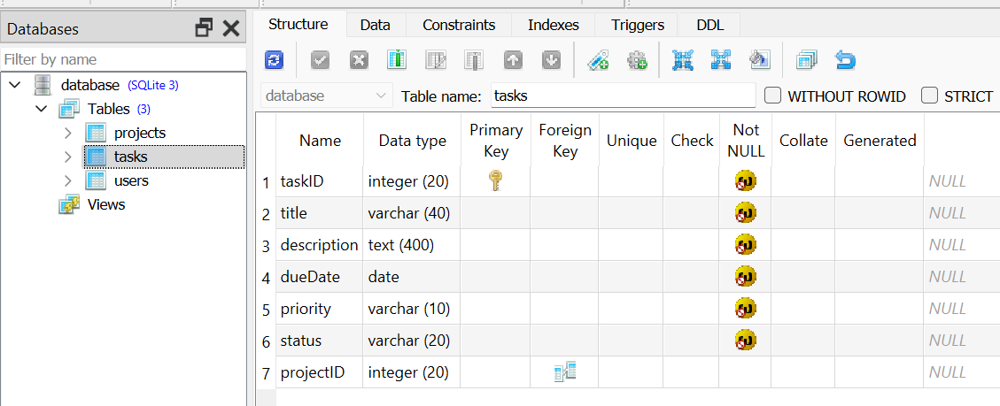 Databases
Filter by name
database (SQLite 3)
Tables (3)
projects
tasks
users
Views
Structure Data Constraints Indexes Triggers DDL
database Table name: tasks WITHOUT ROWID STRICT
Name Data type Primary Key Foreign Key Unique Check Not NULL Collate Generated
1 taskID integer (20) NULL
2 title varchar (40) NULL
3 description text (400) NULL
4 dueDate date NULL
5 priority varchar (10) NULL
6 status varchar (20) NULL
7 projectID integer (20) NULL